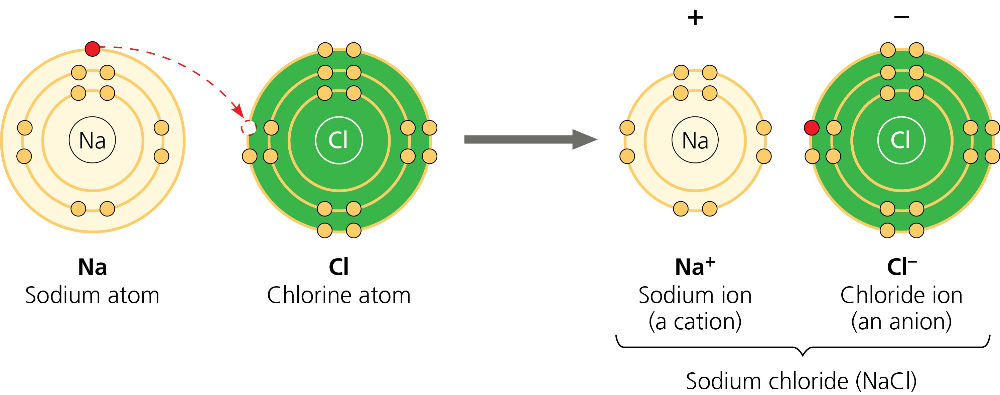 +
–
Na
Cl
Na
Cl
Na
Sodium atom
Cl
Chlorine atom
Na⁺
Sodium ion
(a cation)
Cl⁻
Chloride ion
(an anion)
Sodium chloride (NaCl)